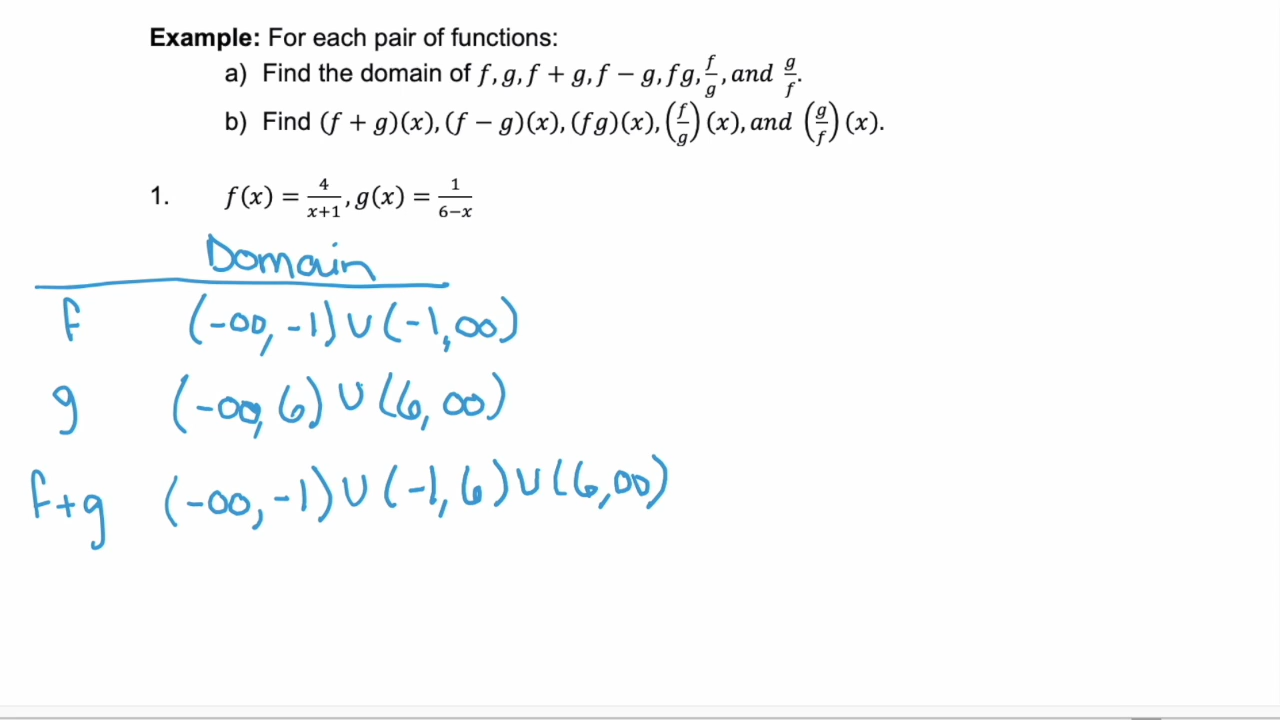 Example: For each pair of functions:
a) Find the domain of f, g, f + g, f − g, fg, f/g, and g/f.
b) Find (f + g)(x), (f − g)(x), (fg)(x), (f/g)(x), and (g/f)(x).
1. f(x) = 4/(x+1), g(x) = 1/(6−x)
Domain
f (-∞, -1) ∪ (-1, ∞)
g (-∞, 6) ∪ (6, ∞)
f+g (-∞, -1) ∪ (-1, 6) ∪ (6, ∞)